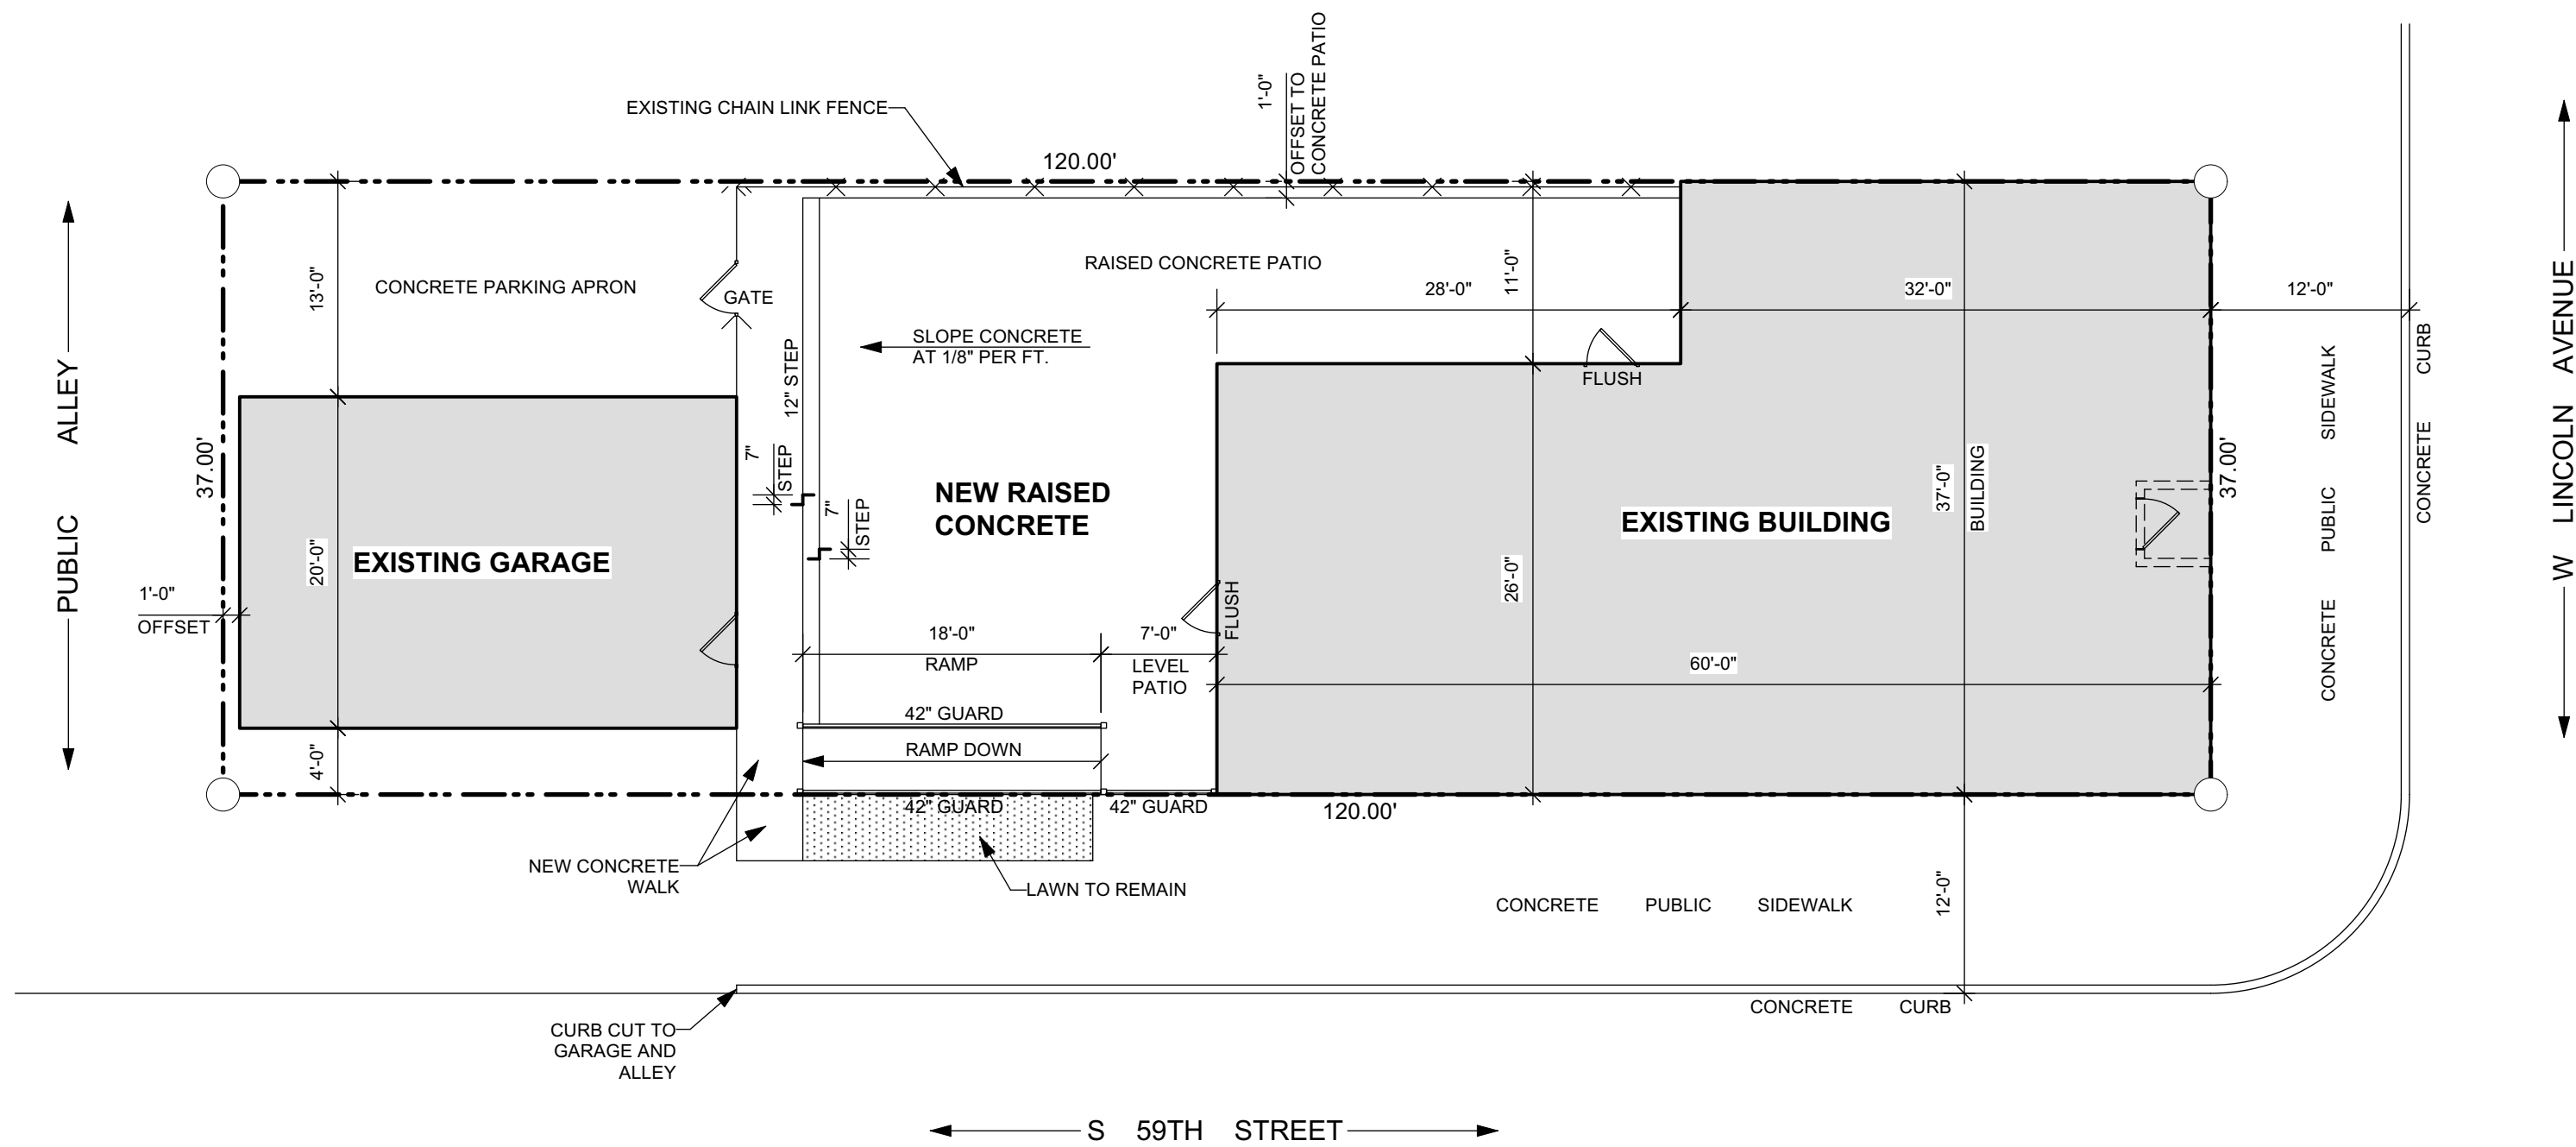 1'-0"
OFFSET TO
CONCRETE PATIO
EXISTING CHAIN LINK FENCE
120.00'
RAISED CONCRETE PATIO
CONCRETE PARKING APRON
13'-0"
GATE
11'-0"
28'-0"
32'-0"
12'-0"
SLOPE CONCRETE
AT 1/8" PER FT.
12" STEP
FLUSH
PUBLIC ALLEY
37.00'
7"
STEP
7"
STEP
NEW RAISED
CONCRETE
EXISTING BUILDING
37'-0"
BUILDING
37.00'
CONCRETE PUBLIC SIDEWALK
CONCRETE CURB
W LINCOLN AVENUE
20'-0"
EXISTING GARAGE
26'-0"
1'-0"
OFFSET
FLUSH
18'-0"
RAMP
7'-0"
LEVEL
PATIO
60'-0"
42" GUARD
RAMP DOWN
4'-0"
42" GUARD
42" GUARD
120.00'
NEW CONCRETE
WALK
LAWN TO REMAIN
CONCRETE PUBLIC SIDEWALK
12'-0"
CONCRETE CURB
CURB CUT TO
GARAGE AND
ALLEY
S 59TH STREET